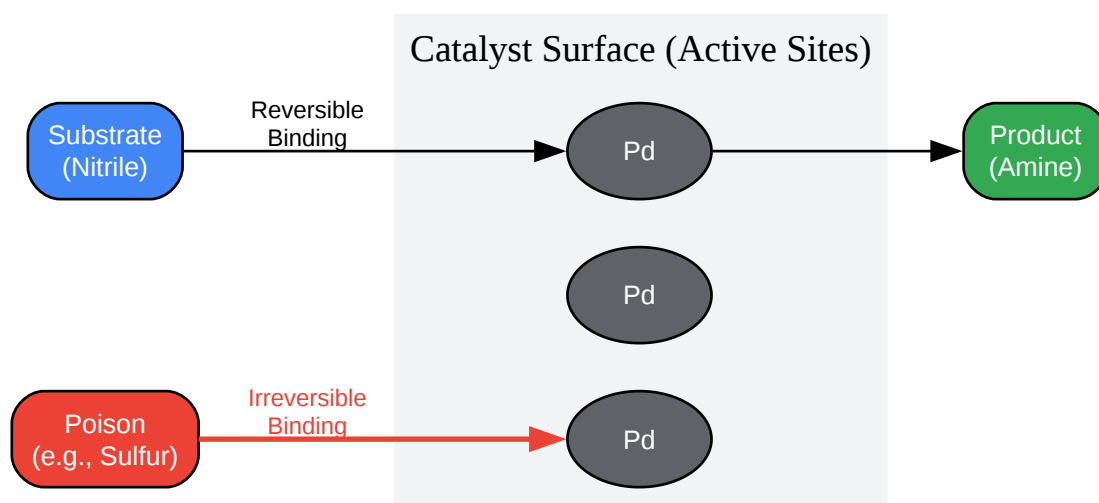 Catalyst Surface (Active Sites)
Substrate
(Nitrile)
Reversible
Binding
Pd
Product
(Amine)
Pd
Poison
(e.g., Sulfur)
Irreversible
Binding
Pd